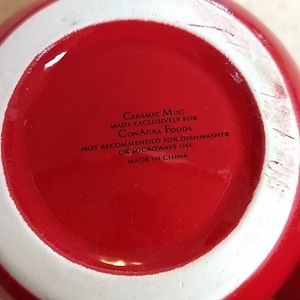 Ceramic Mug
made exclusively for
ConAgra Foods
not recommended for dishwasher
or microwave use
made in China